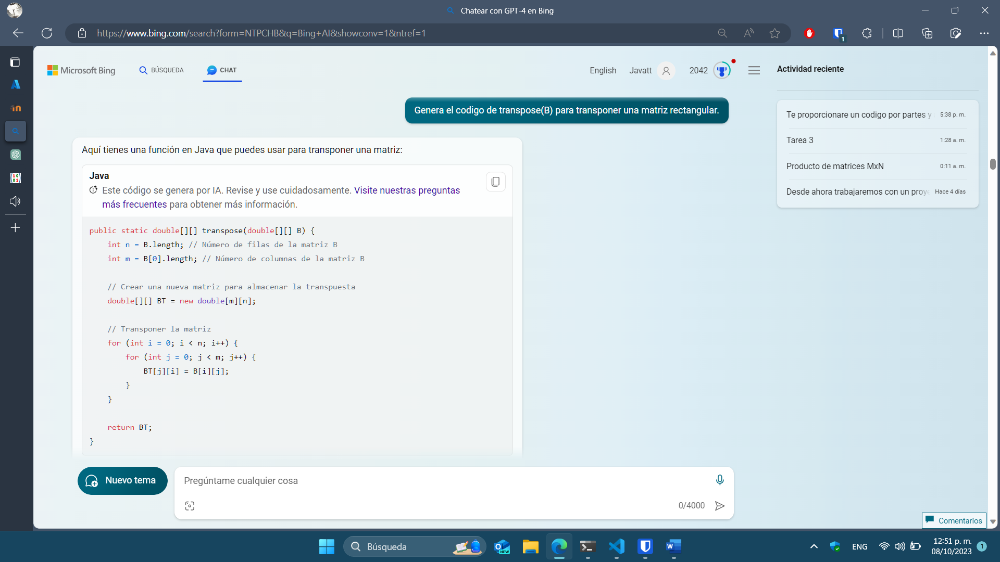 Chatear con GPT-4 en Bing
https://www.bing.com/search?form=NTPCHB&q=Bing+AI&showconv=1&ntref=1
1
Microsoft Bing
BÚSQUEDA
CHAT
English
Javatt
2042
Actividad reciente
Genera el codigo de transpose(B) para transponer una matriz rectangular.
Te proporcionare un codigo por partes y 5:38 p. m.
Tarea 3 1:28 a. m.
Producto de matrices MxN 0:11 a. m.
Desde ahora trabajaremos con un proye Hace 4 días
Aquí tienes una función en Java que puedes usar para transponer una matriz:
Java
Este código se genera por IA. Revise y use cuidadosamente. Visite nuestras preguntas
más frecuentes para obtener más información.
public static double[][] transpose(double[][] B) {
    int n = B.length; // Número de filas de la matriz B
    int m = B[0].length; // Número de columnas de la matriz B
    // Crear una nueva matriz para almacenar la transpuesta
    double[][] BT = new double[m][n];
    // Transponer la matriz
    for (int i = 0; i < n; i++) {
        for (int j = 0; j < m; j++) {
            BT[j][i] = B[i][j];
        }
    }
    return BT;
}
Nuevo tema
Pregúntame cualquier cosa
0/4000
Comentarios
Búsqueda
NEW
ENG
12:51 p. m.
08/10/2023
1